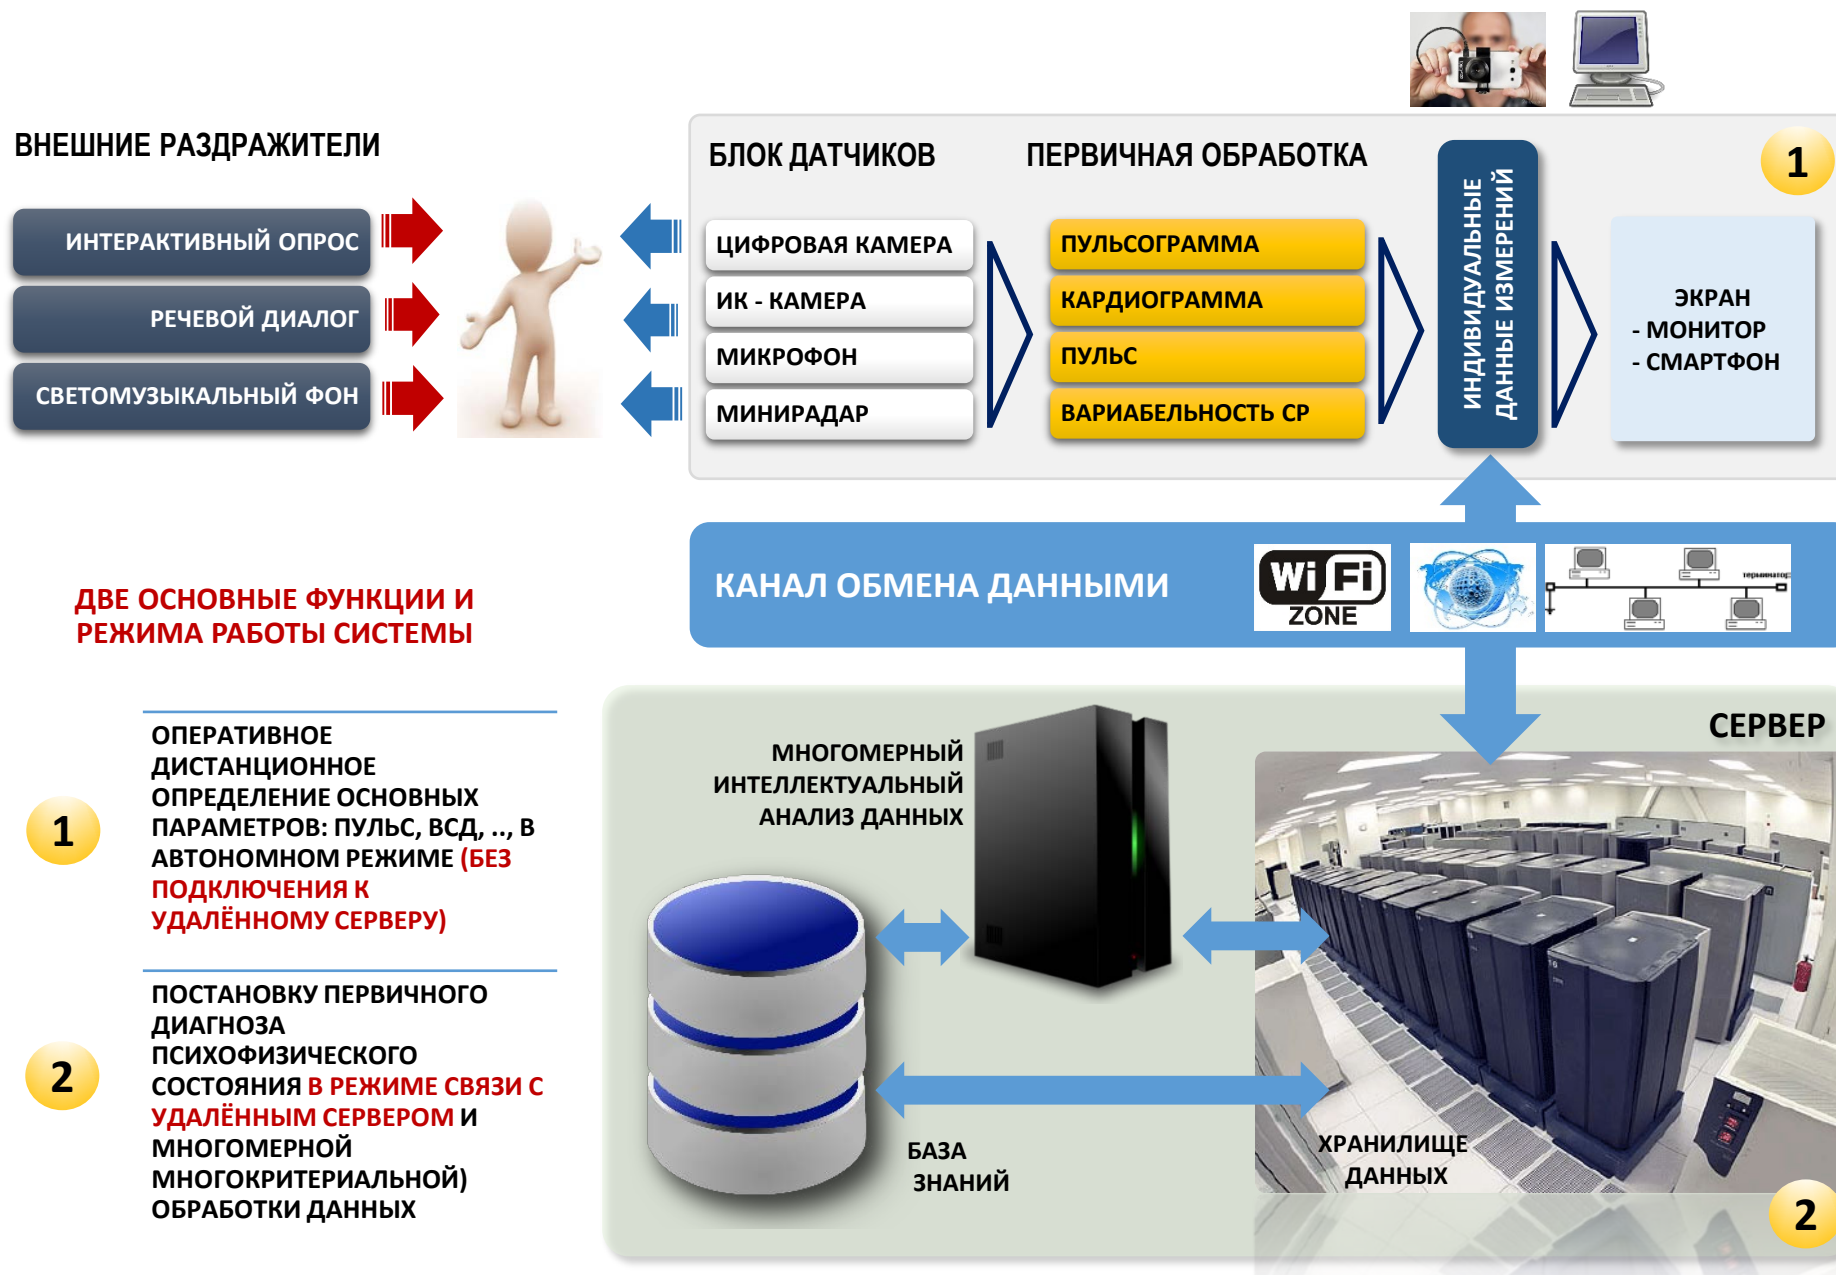 ВНЕШНИЕ РАЗДРАЖИТЕЛИ
ИНТЕРАКТИВНЫЙ ОПРОС
РЕЧЕВОЙ ДИАЛОГ
СВЕТОМУЗЫКАЛЬНЫЙ ФОН
БЛОК ДАТЧИКОВ
ЦИФРОВАЯ КАМЕРА
ИК - КАМЕРА
МИКРОФОН
МИНИРАДАР
ПЕРВИЧНАЯ ОБРАБОТКА
ПУЛЬСОГРАММА
КАРДИОГРАММА
ПУЛЬС
ВАРИАБЕЛЬНОСТЬ СР
ИНДИВИДУАЛЬНЫЕ
ДАННЫЕ ИЗМЕРЕНИЙ
1
ЭКРАН
- МОНИТОР
- СМАРТФОН
КАНАЛ ОБМЕНА ДАННЫМИ
Wi Fi
ZONE
терминатор
ДВЕ ОСНОВНЫЕ ФУНКЦИИ И
РЕЖИМА РАБОТЫ СИСТЕМЫ
1
ОПЕРАТИВНОЕ
ДИСТАНЦИОННОЕ
ОПРЕДЕЛЕНИЕ ОСНОВНЫХ
ПАРАМЕТРОВ: ПУЛЬС, ВСД, .., В
АВТОНОМНОМ РЕЖИМЕ (БЕЗ
ПОДКЛЮЧЕНИЯ К
УДАЛЁННОМУ СЕРВЕРУ)
2
ПОСТАНОВКУ ПЕРВИЧНОГО
ДИАГНОЗА
ПСИХОФИЗИЧЕСКОГО
СОСТОЯНИЯ В РЕЖИМЕ СВЯЗИ С
УДАЛЁННЫМ СЕРВЕРОМ И
МНОГОМЕРНОЙ
МНОГОКРИТЕРИАЛЬНОЙ)
ОБРАБОТКИ ДАННЫХ
СЕРВЕР
МНОГОМЕРНЫЙ
ИНТЕЛЛЕКТУАЛЬНЫЙ
АНАЛИЗ ДАННЫХ
БАЗА
ЗНАНИЙ
ХРАНИЛИЩЕ
ДАННЫХ
2